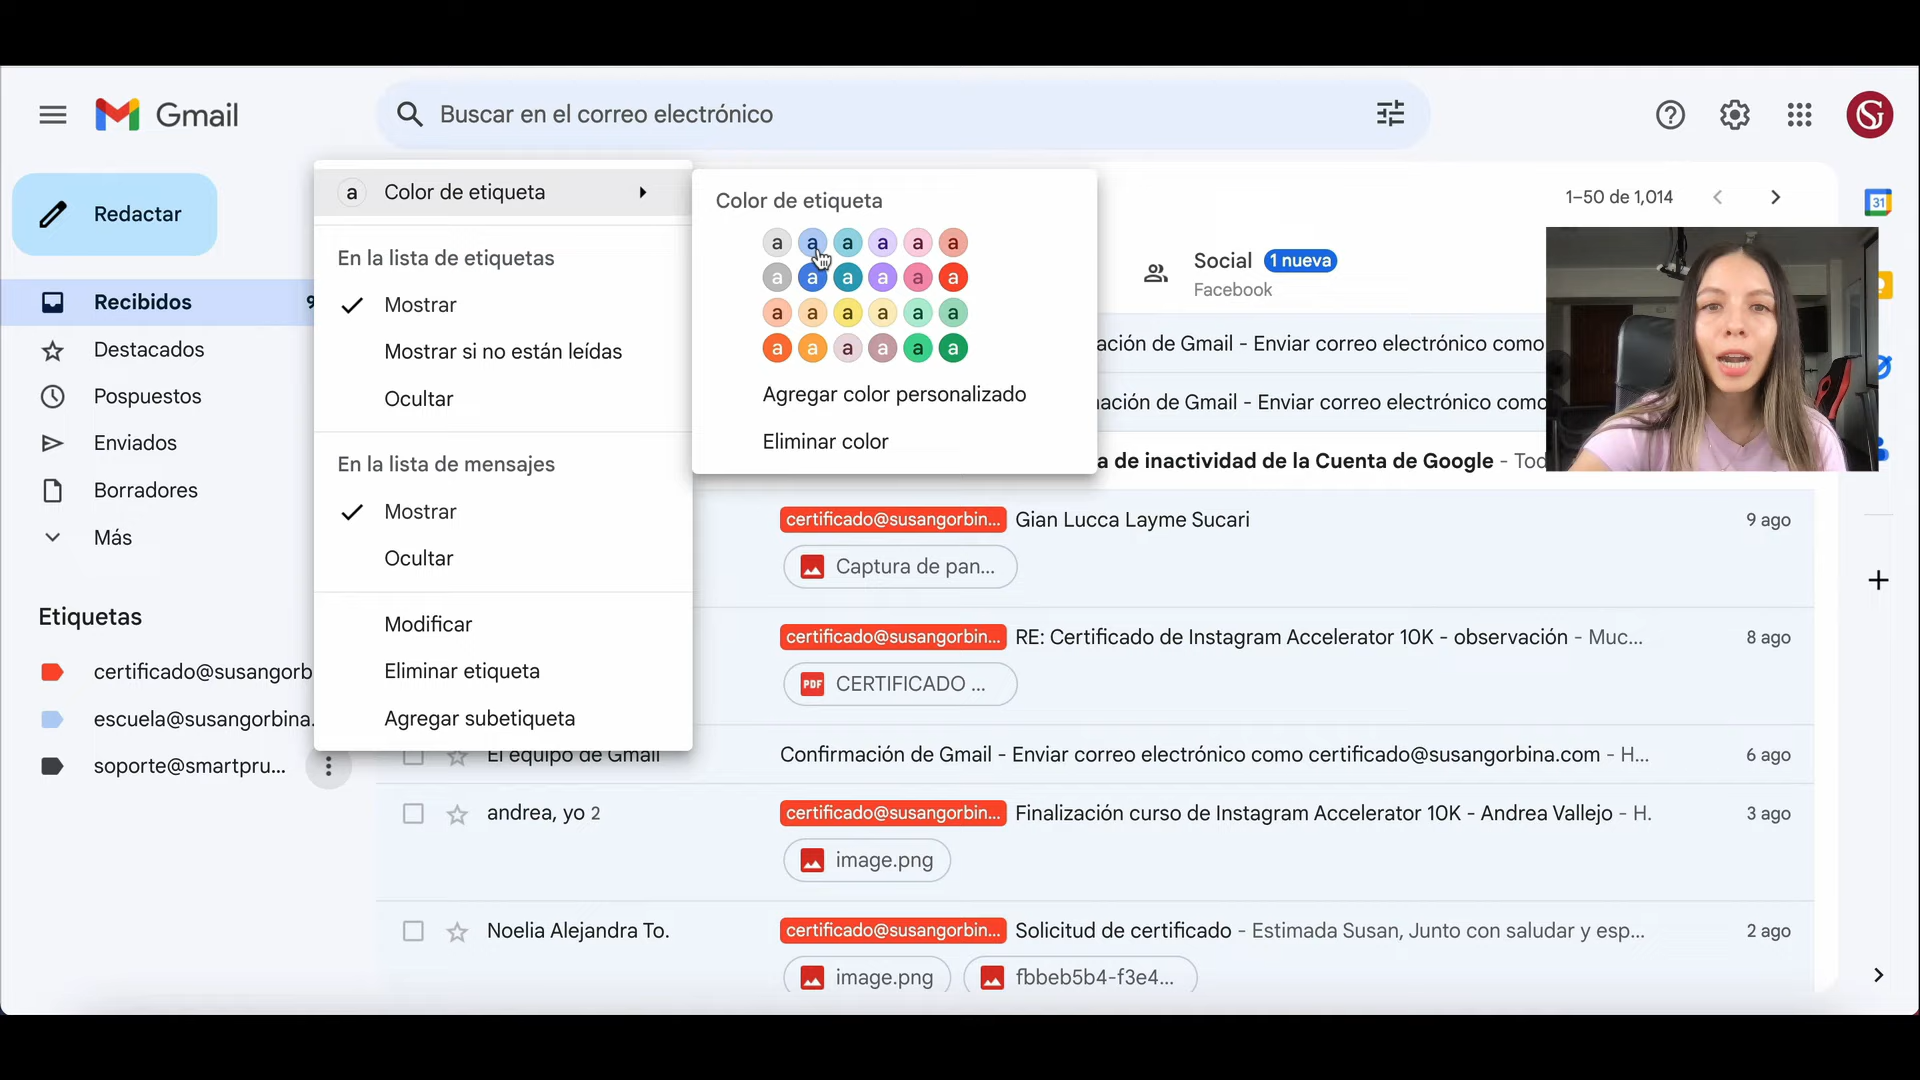 Gmail
Buscar en el correo electrónico
Redactar
Recibidos
Destacados
Pospuestos
Enviados
Borradores
Más
Etiquetas
certificado@susangorb
escuela@susangorbina.
soporte@smartpru...
a Color de etiqueta
En la lista de etiquetas
Mostrar
Mostrar si no están leídas
Ocultar
En la lista de mensajes
Mostrar
Ocultar
Modificar
Eliminar etiqueta
Agregar subetiqueta
Color de etiqueta
a a a a a a
a a a a a a
a a a a a a
a a a a a a
Agregar color personalizado
Eliminar color
1–50 de 1,014
31
Social 1 nueva
Facebook
ación de Gmail - Enviar correo electrónico como
nación de Gmail - Enviar correo electrónico como
a de inactividad de la Cuenta de Google - Tod
certificado@susangorbin... Gian Lucca Layme Sucari 9 ago
Captura de pan...
certificado@susangorbin... RE: Certificado de Instagram Accelerator 10K - observación - Muc... 8 ago
PDF CERTIFICADO ...
El equipo de Gmail Confirmación de Gmail - Enviar correo electrónico como certificado@susangorbina.com - H... 6 ago
andrea, yo 2 certificado@susangorbin... Finalización curso de Instagram Accelerator 10K - Andrea Vallejo - H. 3 ago
image.png
Noelia Alejandra To. certificado@susangorbin... Solicitud de certificado - Estimada Susan, Junto con saludar y esp... 2 ago
image.png fbbeb5b4-f3e4...